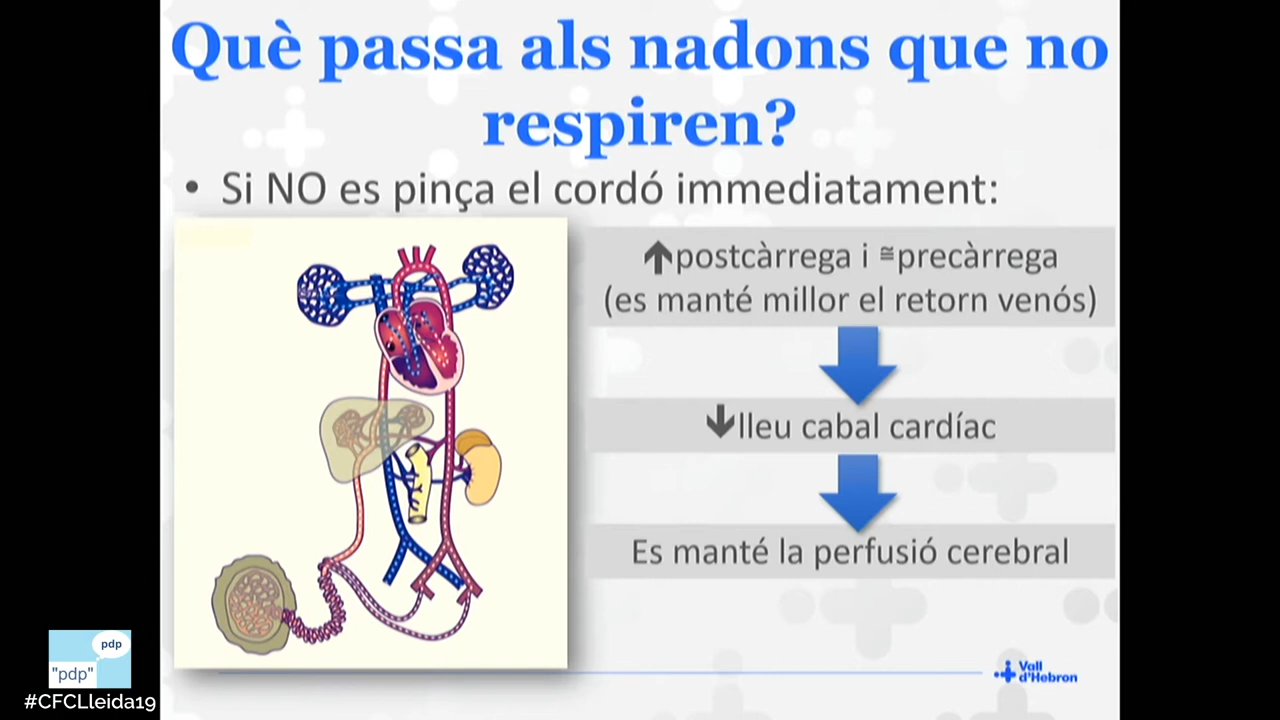 Què passa als nadons que no
respiren?
• Si NO es pinça el cordó immediatament:
↑postcàrrega i ≅precàrrega
(es manté millor el retorn venós)
↓lleu cabal cardíac
Es manté la perfusió cerebral
Vall
d'Hebron
pdp
"pdp"
#CFCLleida19